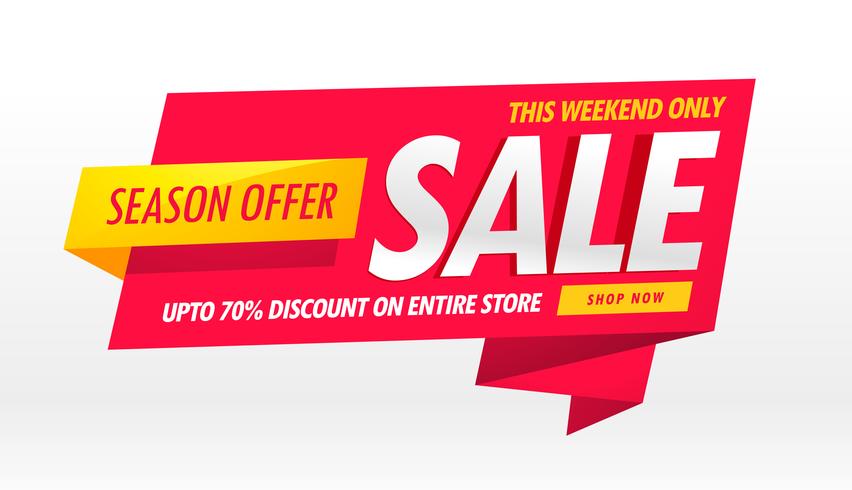 THIS WEEKEND ONLY
SALE
SEASON OFFER
UPTO 70% DISCOUNT ON ENTIRE STORE
SHOP NOW